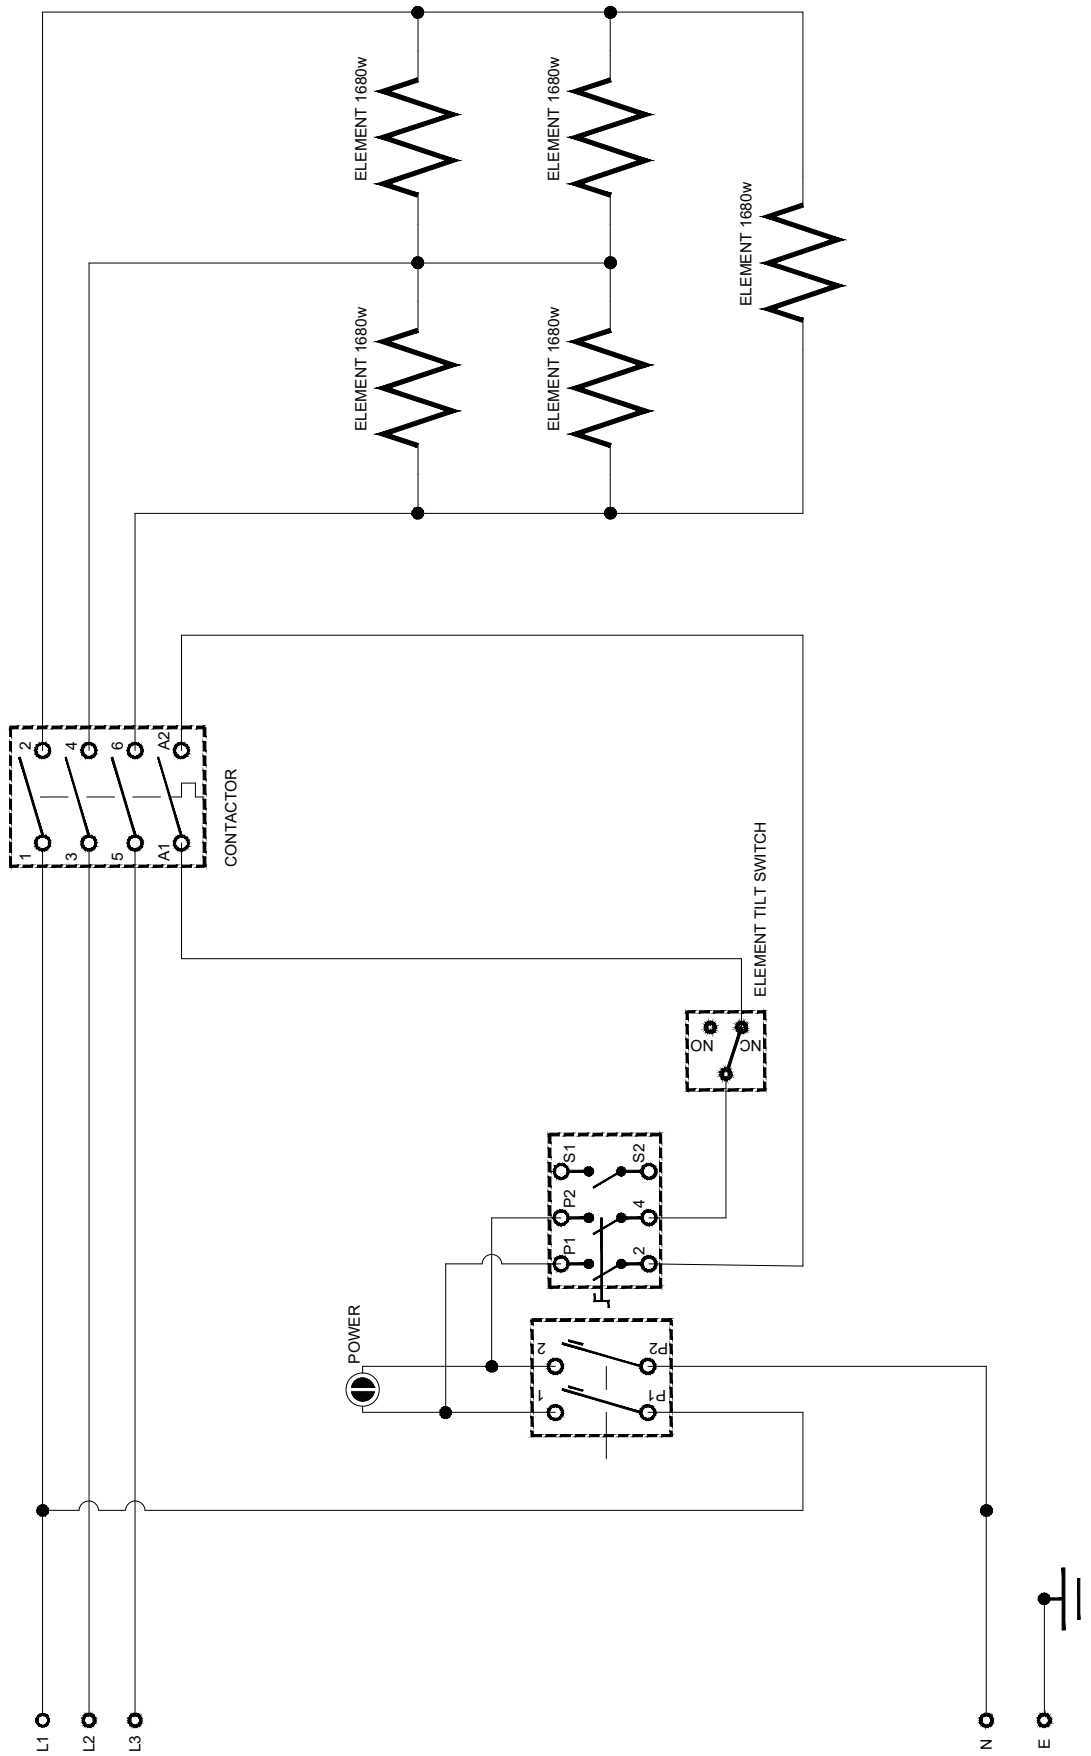 ELEMENT 1680w
ELEMENT 1680w
ELEMENT 1680w
ELEMENT 1680w
ELEMENT 1680w
2
4
6
A2
1
3
5
A1
CONTACTOR
ELEMENT TILT SWITCH
NO
NC
S1
P2
P1
S2
4
2
POWER
2
1
P2
P1
L1
L2
L3
N
E